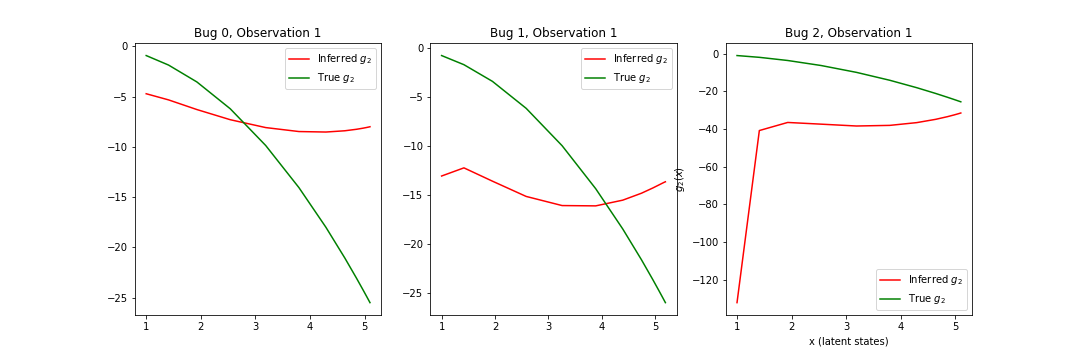 Bug 0, Observation 1
0
−5
−10
−15
−20
−25
1 2 3 4 5
Inferred g₂
True g₂
Bug 1, Observation 1
0
−5
−10
−15
−20
−25
1 2 3 4 5
Inferred g₂
True g₂
Bug 2, Observation 1
g₂(x)
0
−20
−40
−60
−80
−100
−120
1 2 3 4 5
x (latent states)
Inferred g₂
True g₂